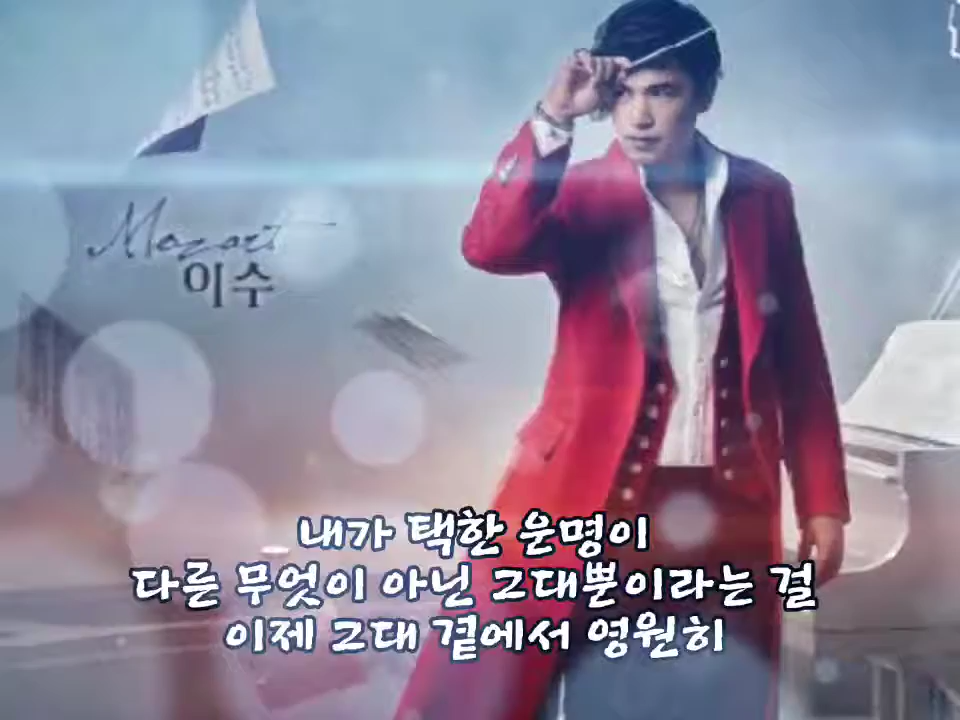 Mozart
이수
내가 택한 운명이
다른 무엇이 아닌 그대뿐이라는 걸
이제 그대 곁에서 영원히